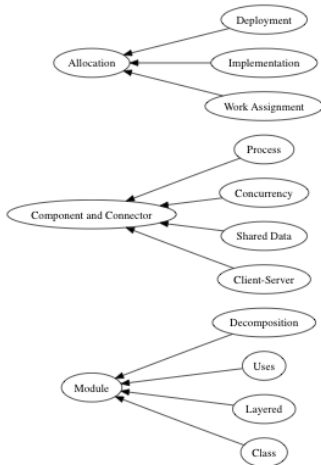 Deployment
Allocation
Implementation
Work Assignment
Process
Concurrency
Component and Connector
Shared Data
Client-Server
Decomposition
Uses
Module
Layered
Class